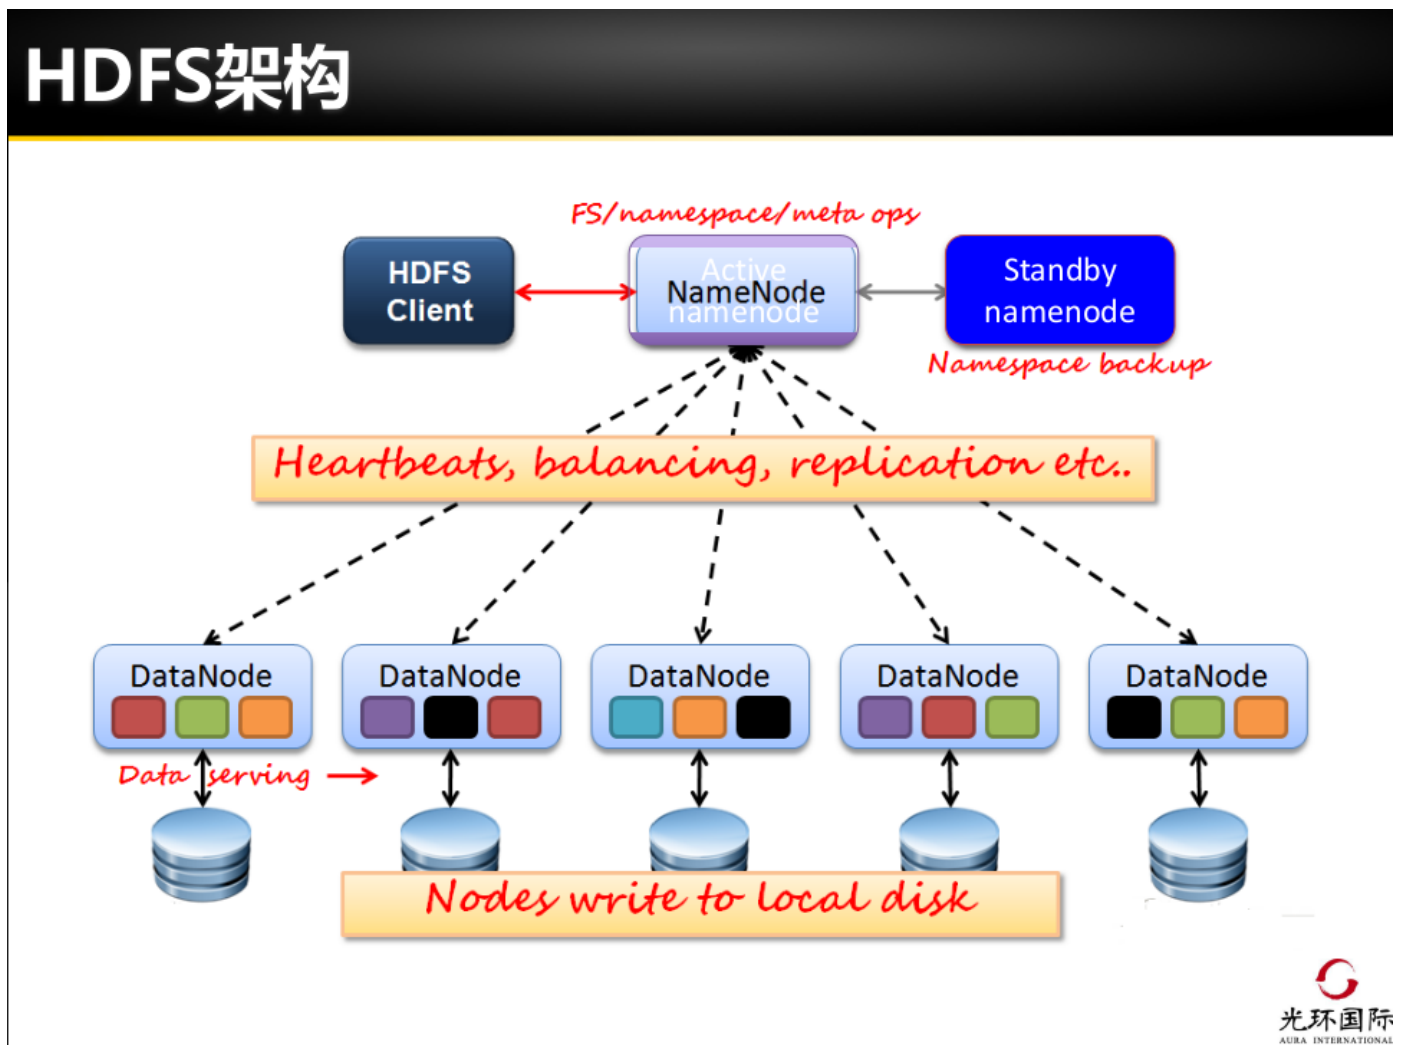 HDFS架构
FS/namespace/meta ops
HDFS
Client
Active
NameNode
namenode
Standby
namenode
Namespace backup
Heartbeats, balancing, replication etc..
DataNode
DataNode
DataNode
DataNode
DataNode
Data serving
Nodes write to local disk
光环国际
AURA INTERNATIONAL